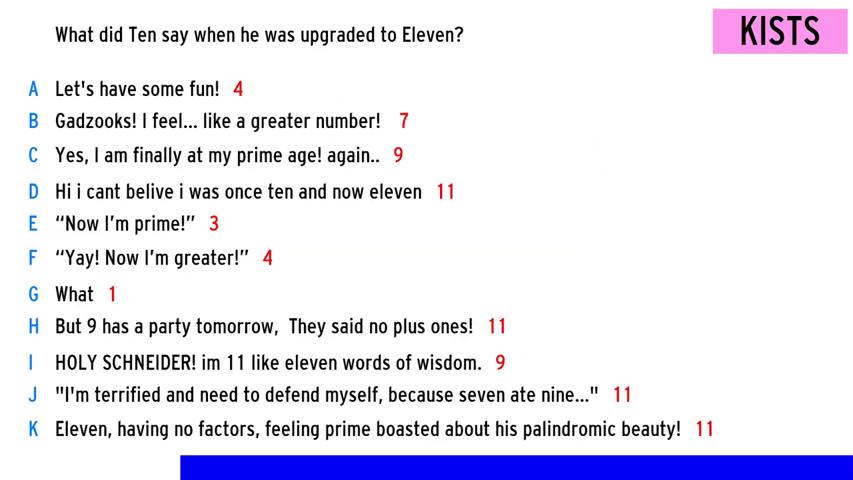 What did Ten say when he was upgraded to Eleven?
KISTS
A Let's have some fun! 4
B Gadzooks! I feel... like a greater number! 7
C Yes, I am finally at my prime age! again.. 9
D Hi i cant belive i was once ten and now eleven 11
E “Now I’m prime!” 3
F “Yay! Now I’m greater!” 4
G What 1
H But 9 has a party tomorrow, They said no plus ones! 11
I HOLY SCHNEIDER! im 11 like eleven words of wisdom. 9
J "I'm terrified and need to defend myself, because seven ate nine..." 11
K Eleven, having no factors, feeling prime boasted about his palindromic beauty! 11